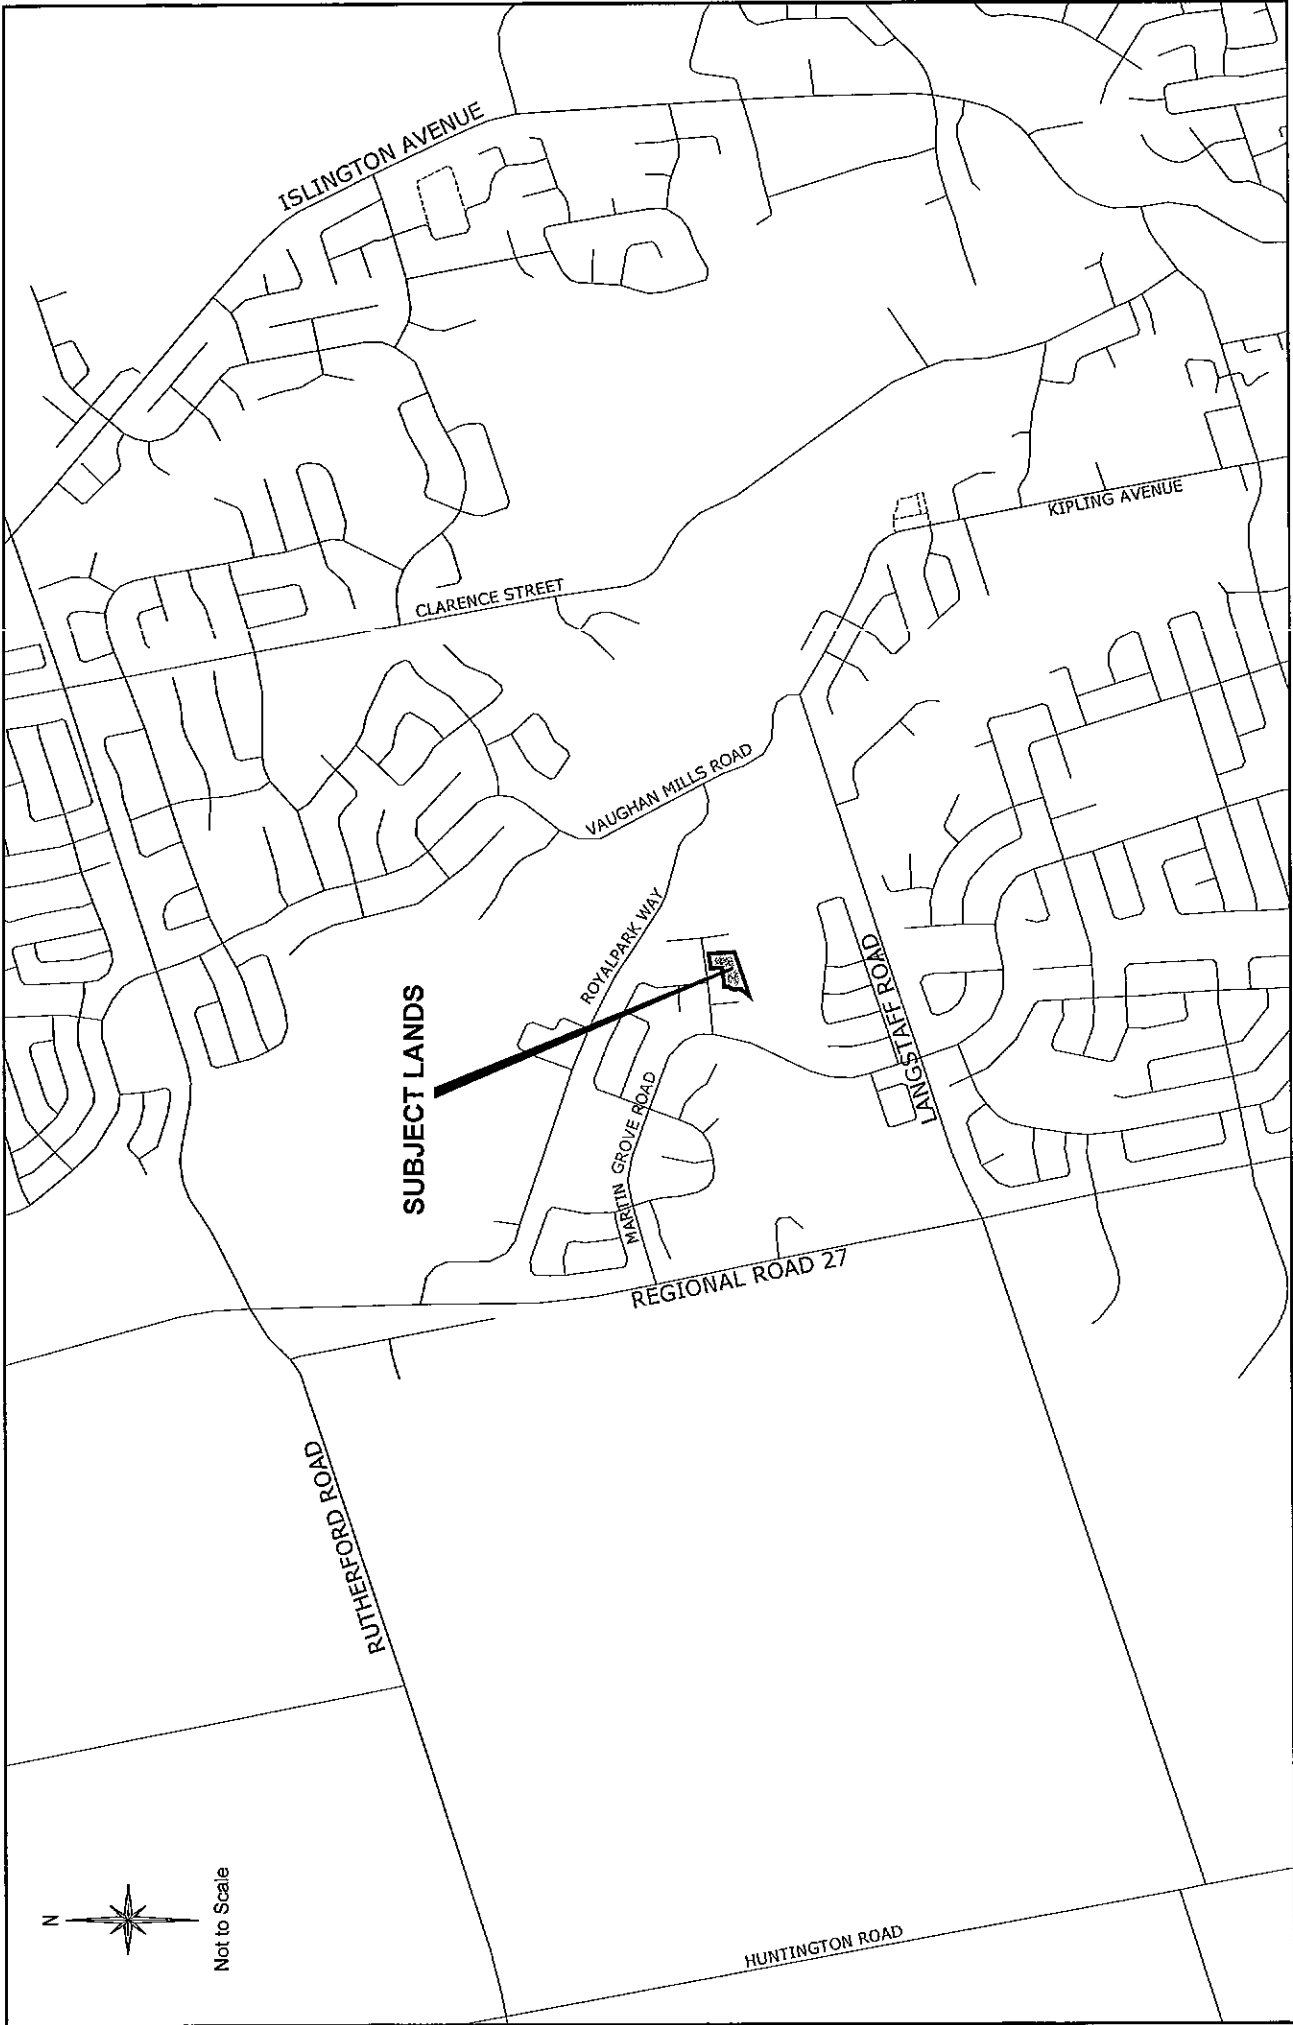 ISLINGTON AVENUE
KIPLING AVENUE
CLARENCE STREET
VAUGHAN MILLS ROAD
ROYALPARK WAY
LANGSTAFF ROAD
SUBJECT LANDS
MARTIN GROVE ROAD
REGIONAL ROAD 27
RUTHERFORD ROAD
HUNTINGTON ROAD
N
Not to Scale